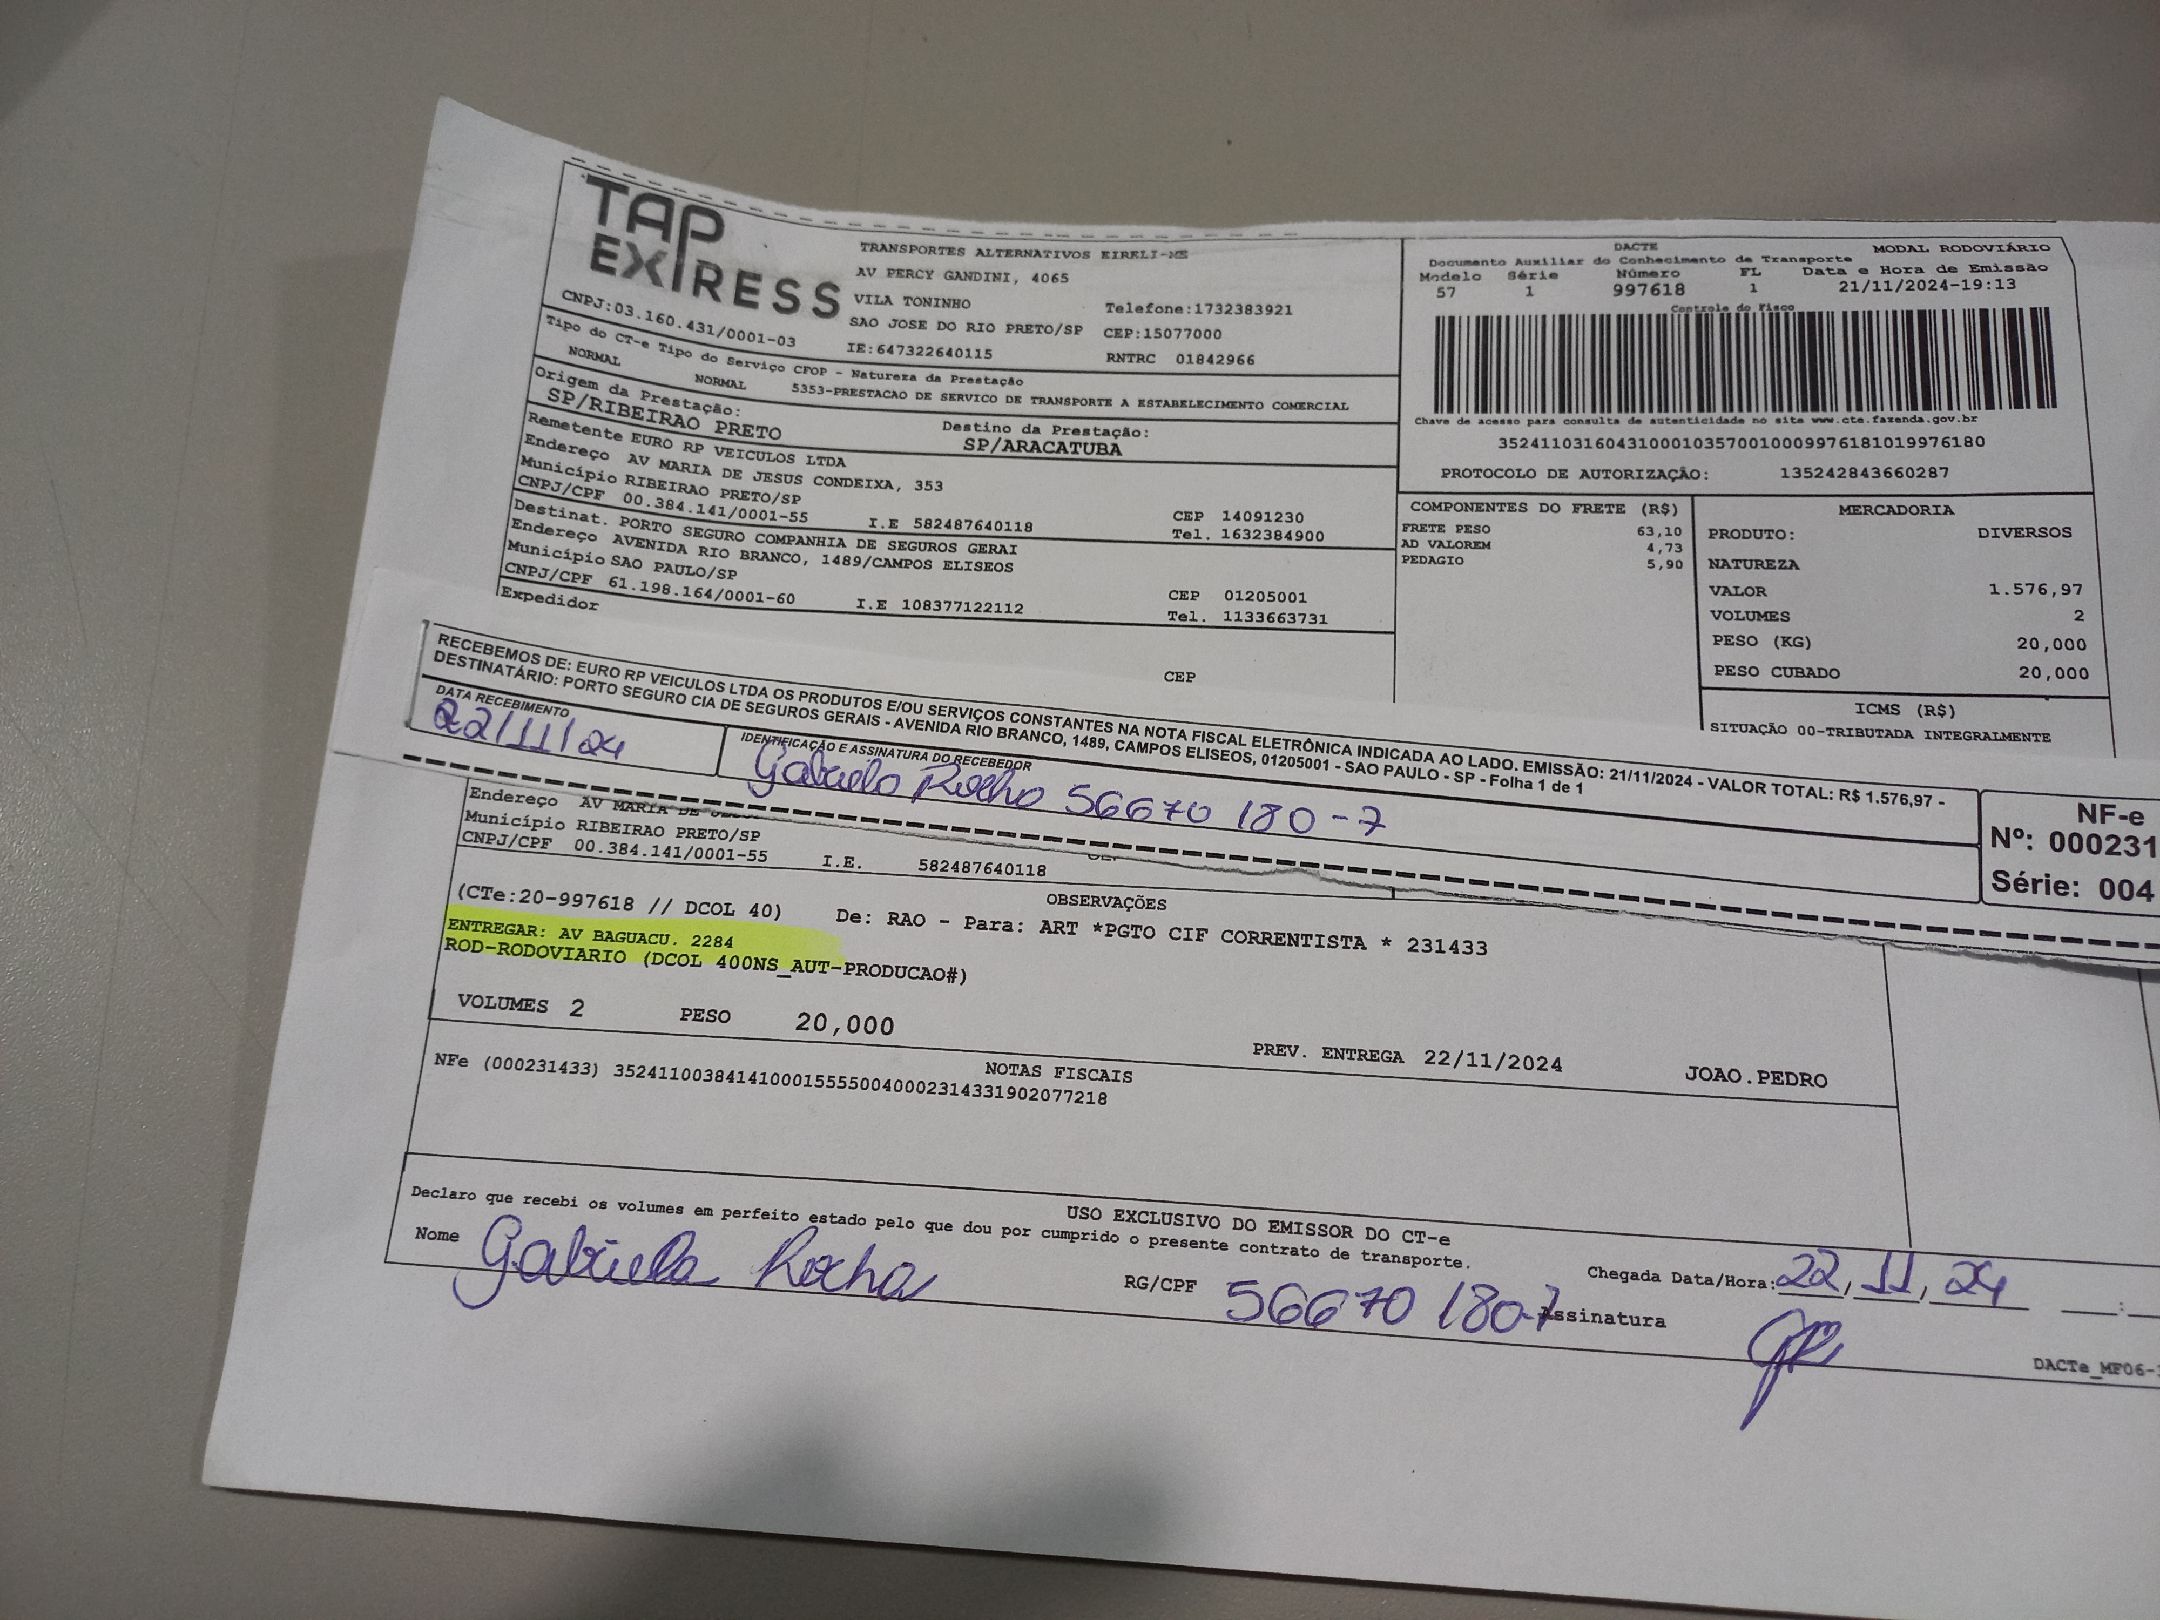 TAP
EXPRESS
CNPJ:03.160.431/0001-03
TRANSPORTES ALTERNATIVOS EIRELI-ME
AV PERCY GANDINI, 4065
VILA TONINHO Telefone:1732383921
SAO JOSE DO RIO PRETO/SP CEP:15077000
IE:647322640115 RNTRC 01842966
DACTE MODAL RODOVIÁRIO
Documento Auxiliar do Conhecimento de Transporte
Modelo Série Número FL Data e Hora de Emissão
57 1 997618 1 21/11/2024-19:13
Controle do Fisco
Chave de acesso para consulta de autenticidade no site www.cte.fazenda.gov.br
35241103160431000103570010009976181019976180
PROTOCOLO DE AUTORIZAÇÃO: 135242843660287
Tipo do CT-e Tipo do Serviço CFOP - Natureza da Prestação
NORMAL NORMAL 5353-PRESTACAO DE SERVICO DE TRANSPORTE A ESTABELECIMENTO COMERCIAL
Origem da Prestação: Destino da Prestação:
SP/RIBEIRAO PRETO SP/ARACATUBA
Remetente EURO RP VEICULOS LTDA
Endereço AV MARIA DE JESUS CONDEIXA, 353
Município RIBEIRAO PRETO/SP CEP 14091230
CNPJ/CPF 00.384.141/0001-55 I.E 582487640118 Tel. 1632384900
Destinat. PORTO SEGURO COMPANHIA DE SEGUROS GERAI
Endereço AVENIDA RIO BRANCO, 1489/CAMPOS ELISEOS
Município SAO PAULO/SP CEP 01205001
CNPJ/CPF 61.198.164/0001-60 I.E 108377122112 Tel. 1133663731
Expedidor
CEP
COMPONENTES DO FRETE (R$)
FRETE PESO 63,10
AD VALOREM 4,73
PEDAGIO 5,90
MERCADORIA
PRODUTO: DIVERSOS
NATUREZA
VALOR 1.576,97
VOLUMES 2
PESO (KG) 20,000
PESO CUBADO 20,000
ICMS (R$)
SITUAÇÃO 00-TRIBUTADA INTEGRALMENTE
RECEBEMOS DE: EURO RP VEICULOS LTDA OS PRODUTOS E/OU SERVIÇOS CONSTANTES NA NOTA FISCAL ELETRÔNICA INDICADA AO LADO. EMISSÃO: 21/11/2024 - VALOR TOTAL: R$ 1.576,97 -
DESTINATÁRIO: PORTO SEGURO CIA DE SEGUROS GERAIS - AVENIDA RIO BRANCO, 1489, CAMPOS ELISEOS, 01205001 - SAO PAULO - SP - Folha 1 de 1
DATA RECEBIMENTO IDENTIFICAÇÃO E ASSINATURA DO RECEBEDOR
22/11/24 Gabriela Rocha 56670 180-7
NF-e
Nº: 000231
Série: 004
Endereço AV MARIA DE
Município RIBEIRAO PRETO/SP
CNPJ/CPF 00.384.141/0001-55 I.E. 582487640118
OBSERVAÇÕES
(CTe:20-997618 // DCOL 40) De: RAO - Para: ART *PGTO CIF CORRENTISTA * 231433
ENTREGAR: AV BAGUACU. 2284
ROD-RODOVIARIO (DCOL 400NS_AUT-PRODUCAO#)
VOLUMES 2 PESO 20,000 PREV. ENTREGA 22/11/2024 JOAO.PEDRO
NOTAS FISCAIS
NFe (000231433) 35241100384141000155550040002314331902077218
USO EXCLUSIVO DO EMISSOR DO CT-e
Declaro que recebi os volumes em perfeito estado pelo que dou por cumprido o presente contrato de transporte.
Nome Gabriela Rocha RG/CPF 56670 180-7 Chegada Data/Hora: 22, 11, 24 :
Assinatura
DACTe_MF06-